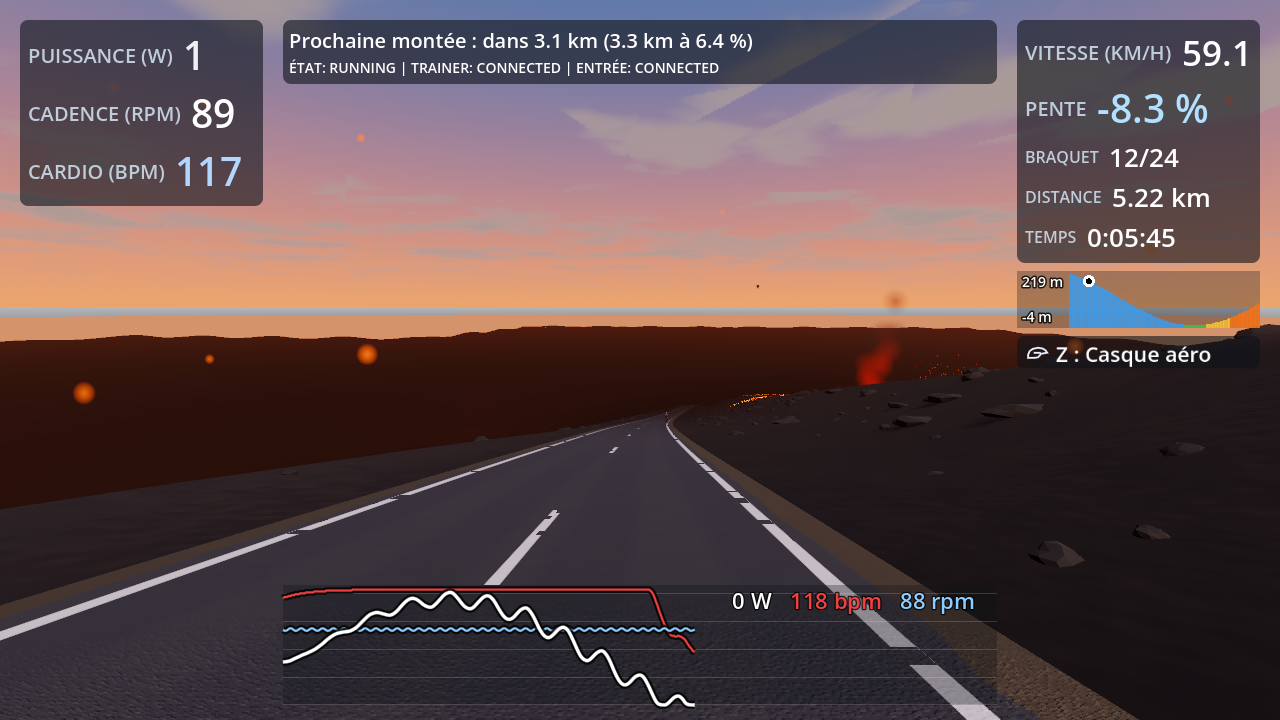 PUISSANCE (W) 1
CADENCE (RPM) 89
CARDIO (BPM) 117
Prochaine montée : dans 3.1 km (3.3 km à 6.4 %)
ÉTAT: RUNNING | TRAINER: CONNECTED | ENTRÉE: CONNECTED
VITESSE (KM/H) 59.1
PENTE -8.3 %
BRAQUET 12/24
DISTANCE 5.22 km
TEMPS 0:05:45
219 m
-4 m
Z : Casque aéro
0 W 118 bpm 88 rpm